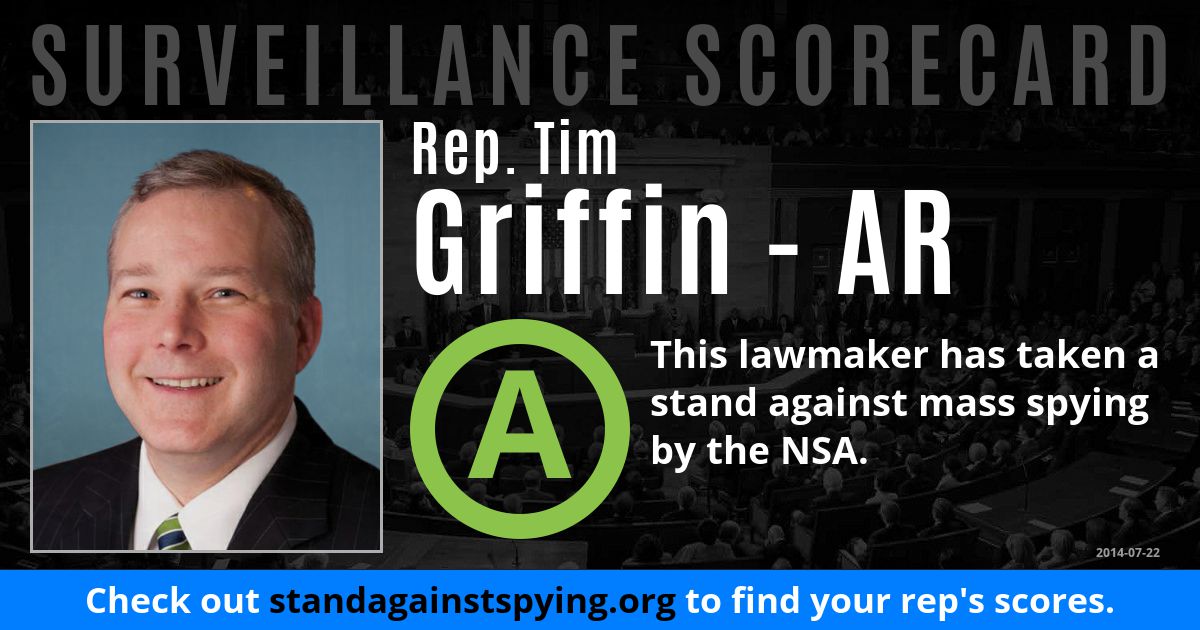 SURVEILLANCE SCORECARD
Rep. Tim
Griffin - AR
A
This lawmaker has taken a
stand against mass spying
by the NSA.
2014-07-22
Check out standagainstspying.org to find your rep's scores.